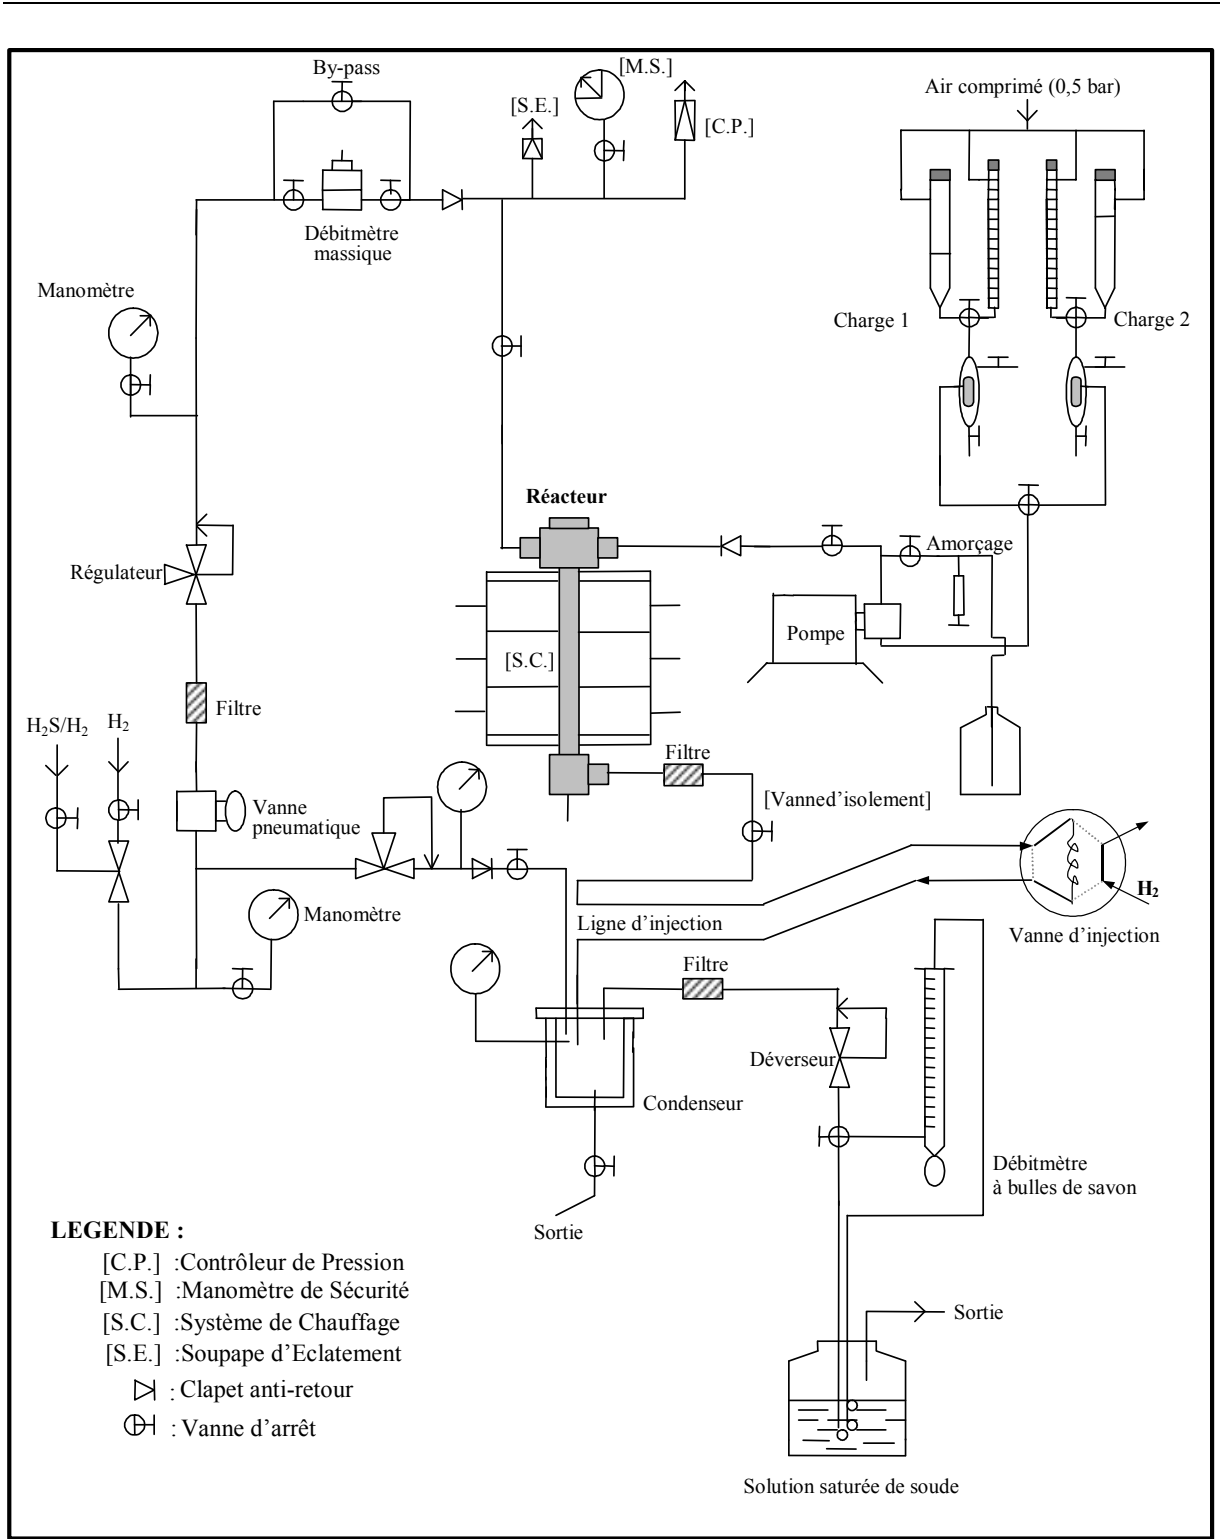 By-pass
[M.S.]
[S.E.]
[C.P.]
Air comprimé (0,5 bar)
Débitmètre
massique
Manomètre
Charge 1
Charge 2
Réacteur
Amorçage
Régulateur
Pompe
[S.C.]
Filtre
H₂S/H₂
H₂
Filtre
Vanne
pneumatique
[Vanned’isolement]
H₂
Manomètre
Ligne d’injection
Vanne d’injection
Filtre
Déverseur
Condenseur
Débitmètre
à bulles de savon
Sortie
LEGENDE :
[C.P.] :Contrôleur de Pression
[M.S.] :Manomètre de Sécurité
[S.C.] :Système de Chauffage
[S.E.] :Soupape d’Eclatement
: Clapet anti-retour
: Vanne d’arrêt
Sortie
Solution saturée de soude